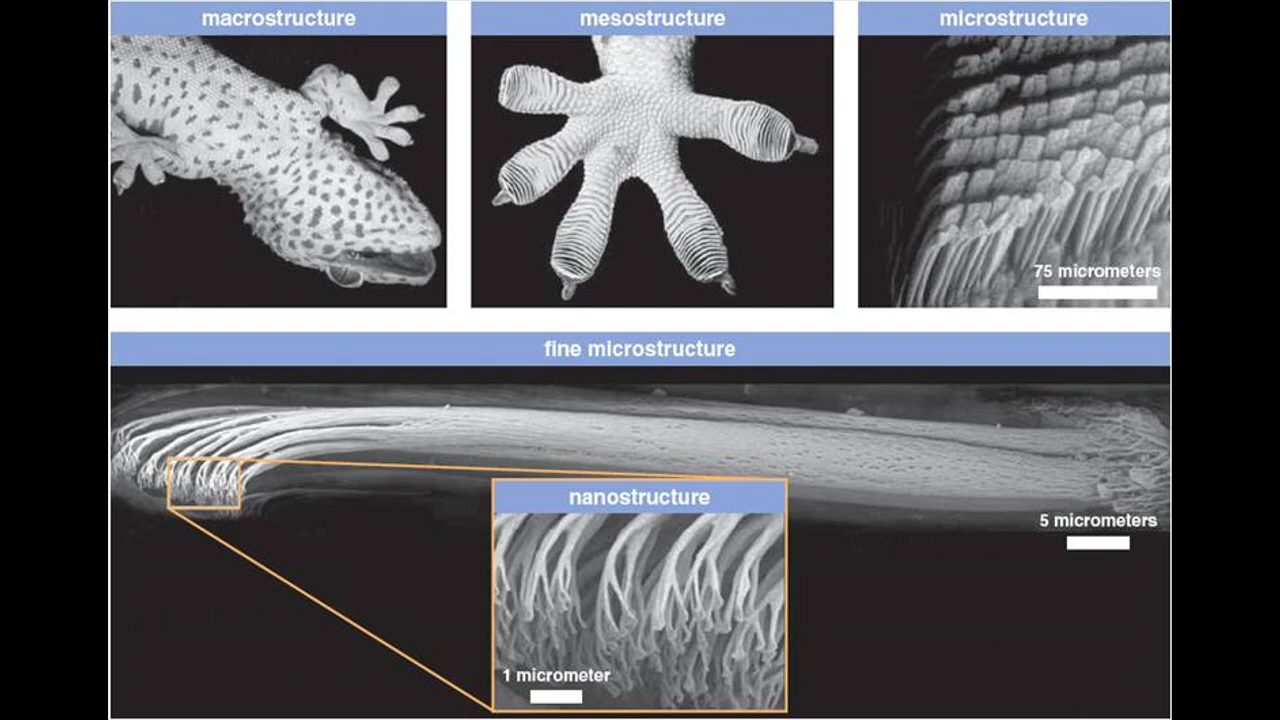 macrostructure
mesostructure
microstructure
75 micrometers
fine microstructure
5 micrometers
nanostructure
1 micrometer